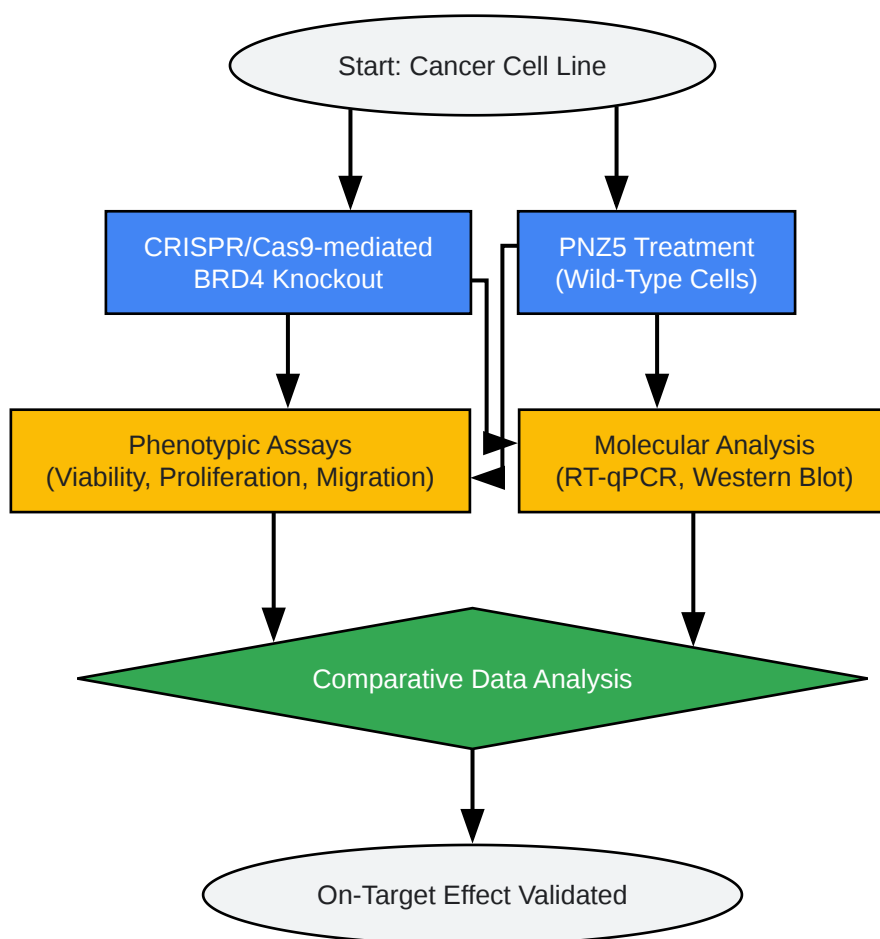 Start: Cancer Cell Line
CRISPR/Cas9-mediated
BRD4 Knockout
PNZ5 Treatment
(Wild-Type Cells)
Phenotypic Assays
(Viability, Proliferation, Migration)
Molecular Analysis
(RT-qPCR, Western Blot)
Comparative Data Analysis
On-Target Effect Validated